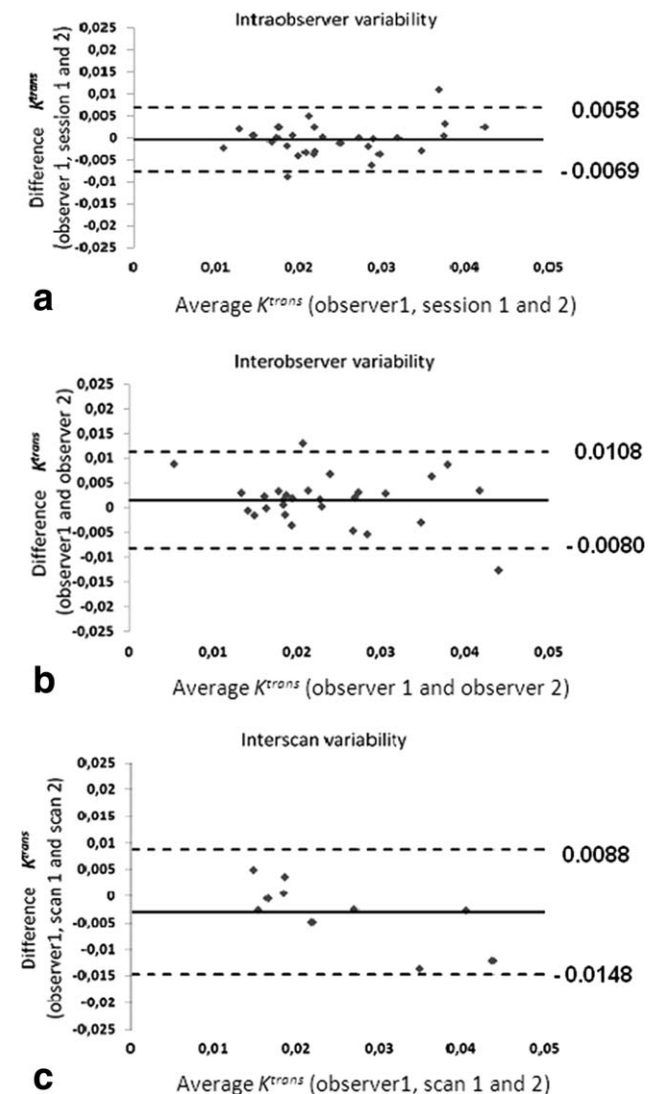 Intraobserver variability
Difference Ktrans
(observer 1, session 1 and 2)
0,025
0,02
0,015
0,01
0,005
0
-0,005
-0,01
-0,015
-0,02
-0,025
0.0058
-0.0069
0 0,01 0,02 0,03 0,04 0,05
a
Average Ktrans (observer1, session 1 and 2)
Interobserver variability
Difference Ktrans
(observer1 and observer 2)
0,025
0,02
0,015
0,01
0,005
0
-0,005
-0,01
-0,015
-0,02
-0,025
0.0108
-0.0080
0 0,01 0,02 0,03 0,04 0,05
b
Average Ktrans (observer 1 and observer 2)
Interscan variability
Difference Ktrans
(observer1, scan 1 and scan 2)
0,025
0,02
0,015
0,01
0,005
0
-0,005
-0,01
-0,015
-0,02
-0,025
0.0088
-0.0148
0 0,01 0,02 0,03 0,04 0,05
c
Average Ktrans (observer1, scan 1 and 2)